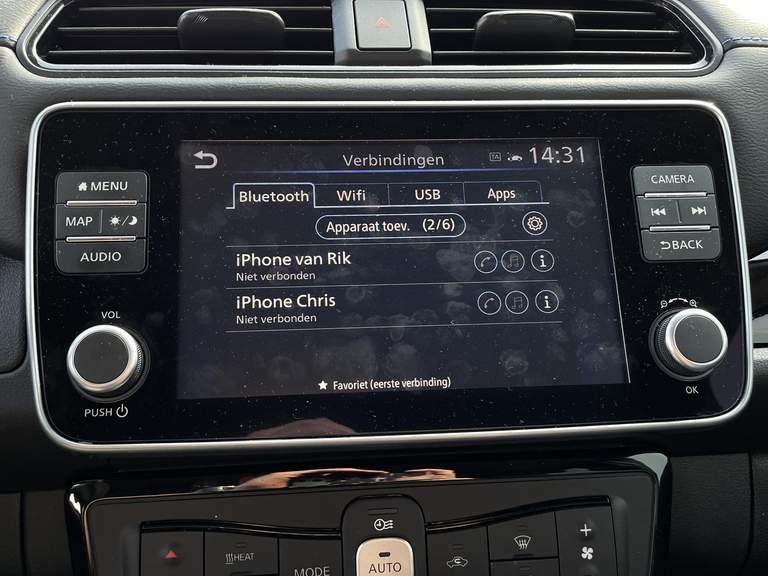 Verbindingen 1A 14:31
MENU
MAP
AUDIO
VOL
PUSH
Bluetooth Wifi USB Apps
Apparaat toev. (2/6)
iPhone van Rik
Niet verbonden
iPhone Chris
Niet verbonden
Favoriet (eerste verbinding)
CAMERA
BACK
OK
HEAT
MODE
AUTO